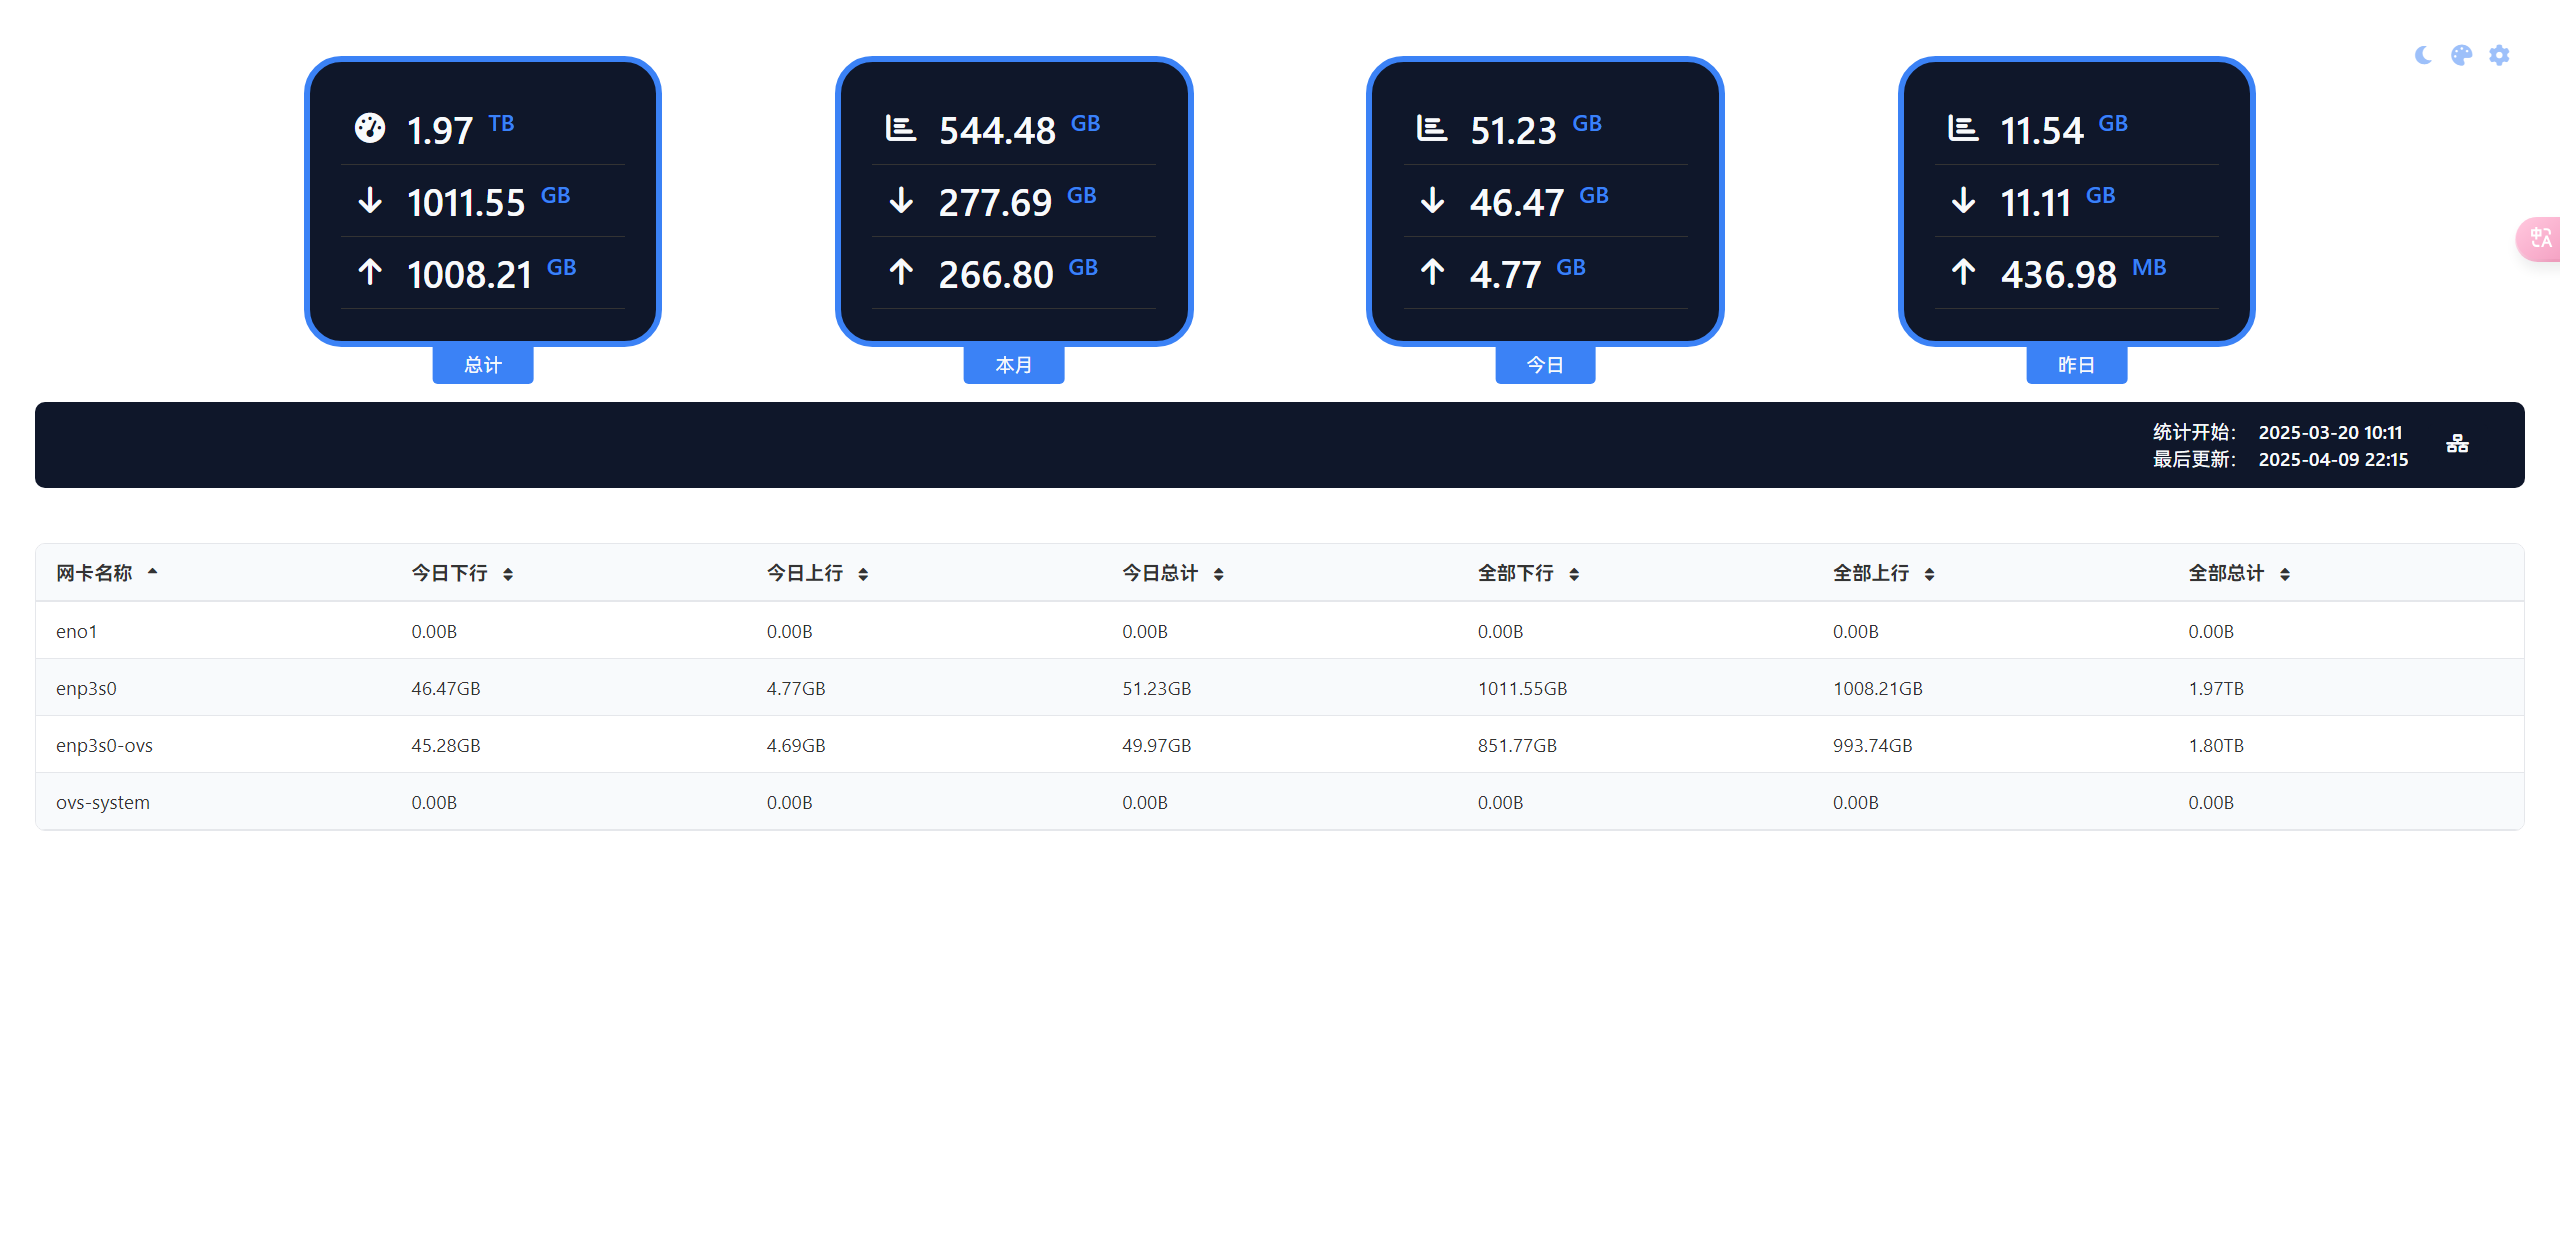 1.97 TB
1011.55 GB
1008.21 GB
总计
544.48 GB
277.69 GB
266.80 GB
本月
51.23 GB
46.47 GB
4.77 GB
今日
11.54 GB
11.11 GB
436.98 MB
昨日
中A
统计开始： 2025-03-20 10:11
最后更新： 2025-04-09 22:15
网卡名称 今日下行 今日上行 今日总计 全部下行 全部上行 全部总计
eno1 0.00B 0.00B 0.00B 0.00B 0.00B 0.00B
enp3s0 46.47GB 4.77GB 51.23GB 1011.55GB 1008.21GB 1.97TB
enp3s0-ovs 45.28GB 4.69GB 49.97GB 851.77GB 993.74GB 1.80TB
ovs-system 0.00B 0.00B 0.00B 0.00B 0.00B 0.00B